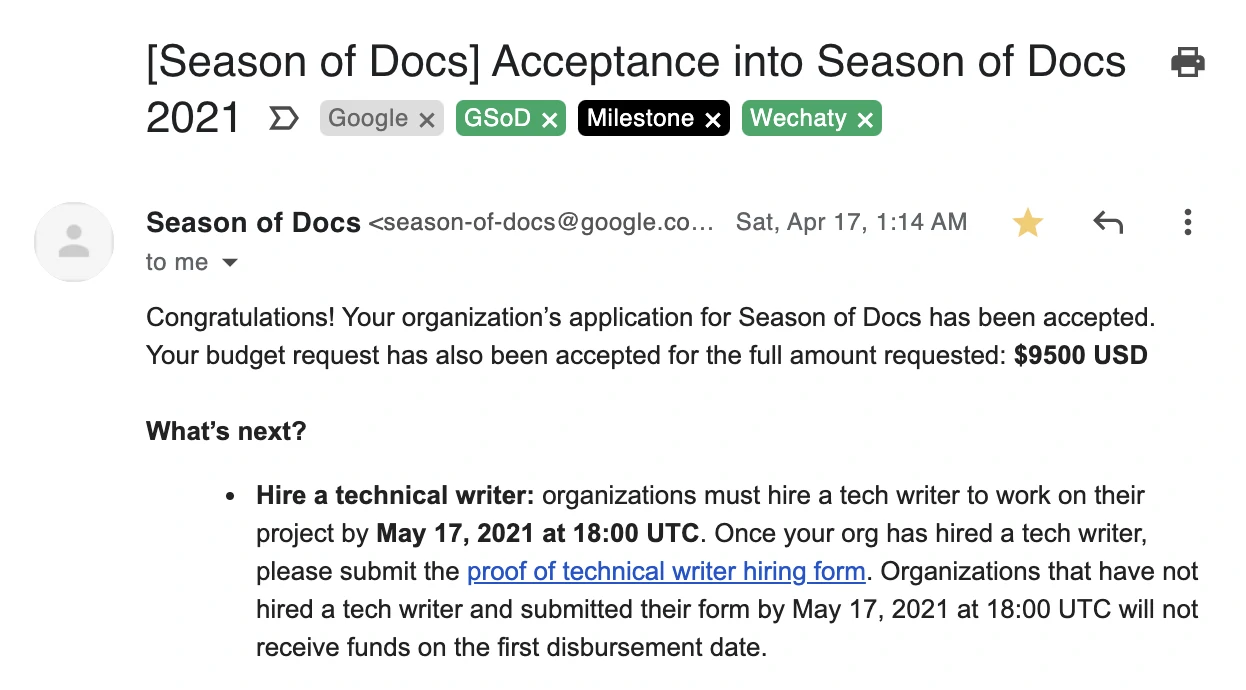 [Season of Docs] Acceptance into Season of Docs
2021 Google × GSoD × Milestone × Wechaty ×
Season of Docs <season-of-docs@google.co... Sat, Apr 17, 1:14 AM
to me
Congratulations! Your organization’s application for Season of Docs has been accepted.
Your budget request has also been accepted for the full amount requested: $9500 USD
What’s next?
• Hire a technical writer: organizations must hire a tech writer to work on their
project by May 17, 2021 at 18:00 UTC. Once your org has hired a tech writer,
please submit the proof of technical writer hiring form. Organizations that have not
hired a tech writer and submitted their form by May 17, 2021 at 18:00 UTC will not
receive funds on the first disbursement date.